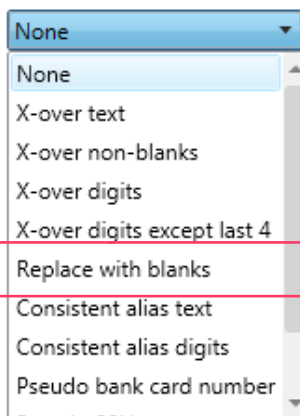 None
None
X-over text
X-over non-blanks
X-over digits
X-over digits except last 4
Replace with blanks
Consistent alias text
Consistent alias digits
Pseudo bank card number